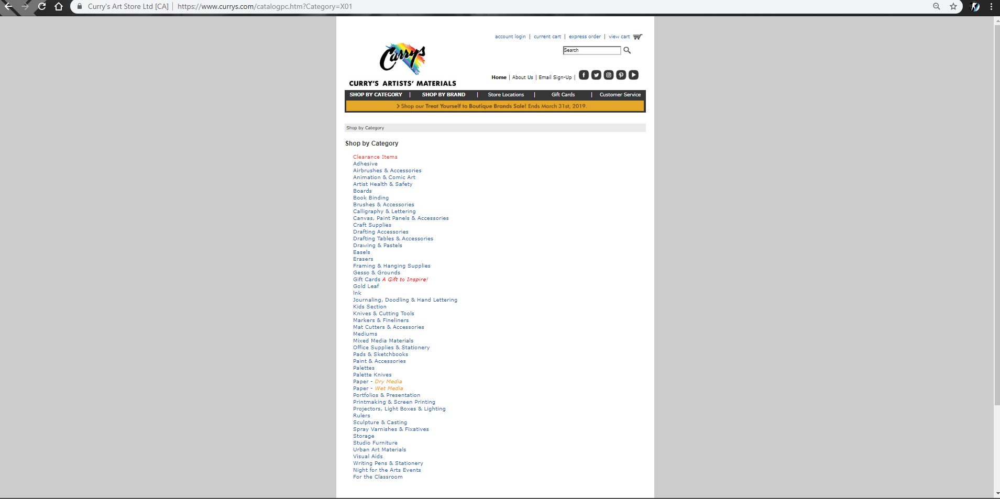 Curry's Art Store Ltd [CA] | https://www.currys.com/catalogpc.htm?Category=X01
account login | current cart | express order | view cart
Currys
Search
CURRY'S ARTISTS' MATERIALS
Home | About Us | Email Sign-Up |
SHOP BY CATEGORY | SHOP BY BRAND | Store Locations | Gift Cards | Customer Service
> Shop our Treat Yourself to Boutique Brands Sale! Ends March 31st, 2019.
Shop by Category
Shop by Category
Clearance Items
Adhesive
Airbrushes & Accessories
Animation & Comic Art
Artist Health & Safety
Boards
Book Binding
Brushes & Accessories
Calligraphy & Lettering
Canvas, Paint Panels & Accessories
Craft Supplies
Drafting Accessories
Drafting Tables & Accessories
Drawing & Pastels
Easels
Erasers
Framing & Hanging Supplies
Gesso & Grounds
Gift Cards A Gift to Inspire!
Gold Leaf
Ink
Journaling, Doodling & Hand Lettering
Kids Section
Knives & Cutting Tools
Markers & Fineliners
Mat Cutters & Accessories
Mediums
Mixed Media Materials
Office Supplies & Stationery
Pads & Sketchbooks
Paint & Accessories
Palettes
Palette Knives
Paper - Dry Media
Paper - Wet Media
Portfolios & Presentation
Printmaking & Screen Printing
Projectors, Light Boxes & Lighting
Rulers
Sculpture & Casting
Spray Varnishes & Fixatives
Storage
Studio Furniture
Urban Art Materials
Visual Aids
Writing Pens & Stationery
Night for the Arts Events
For the Classroom